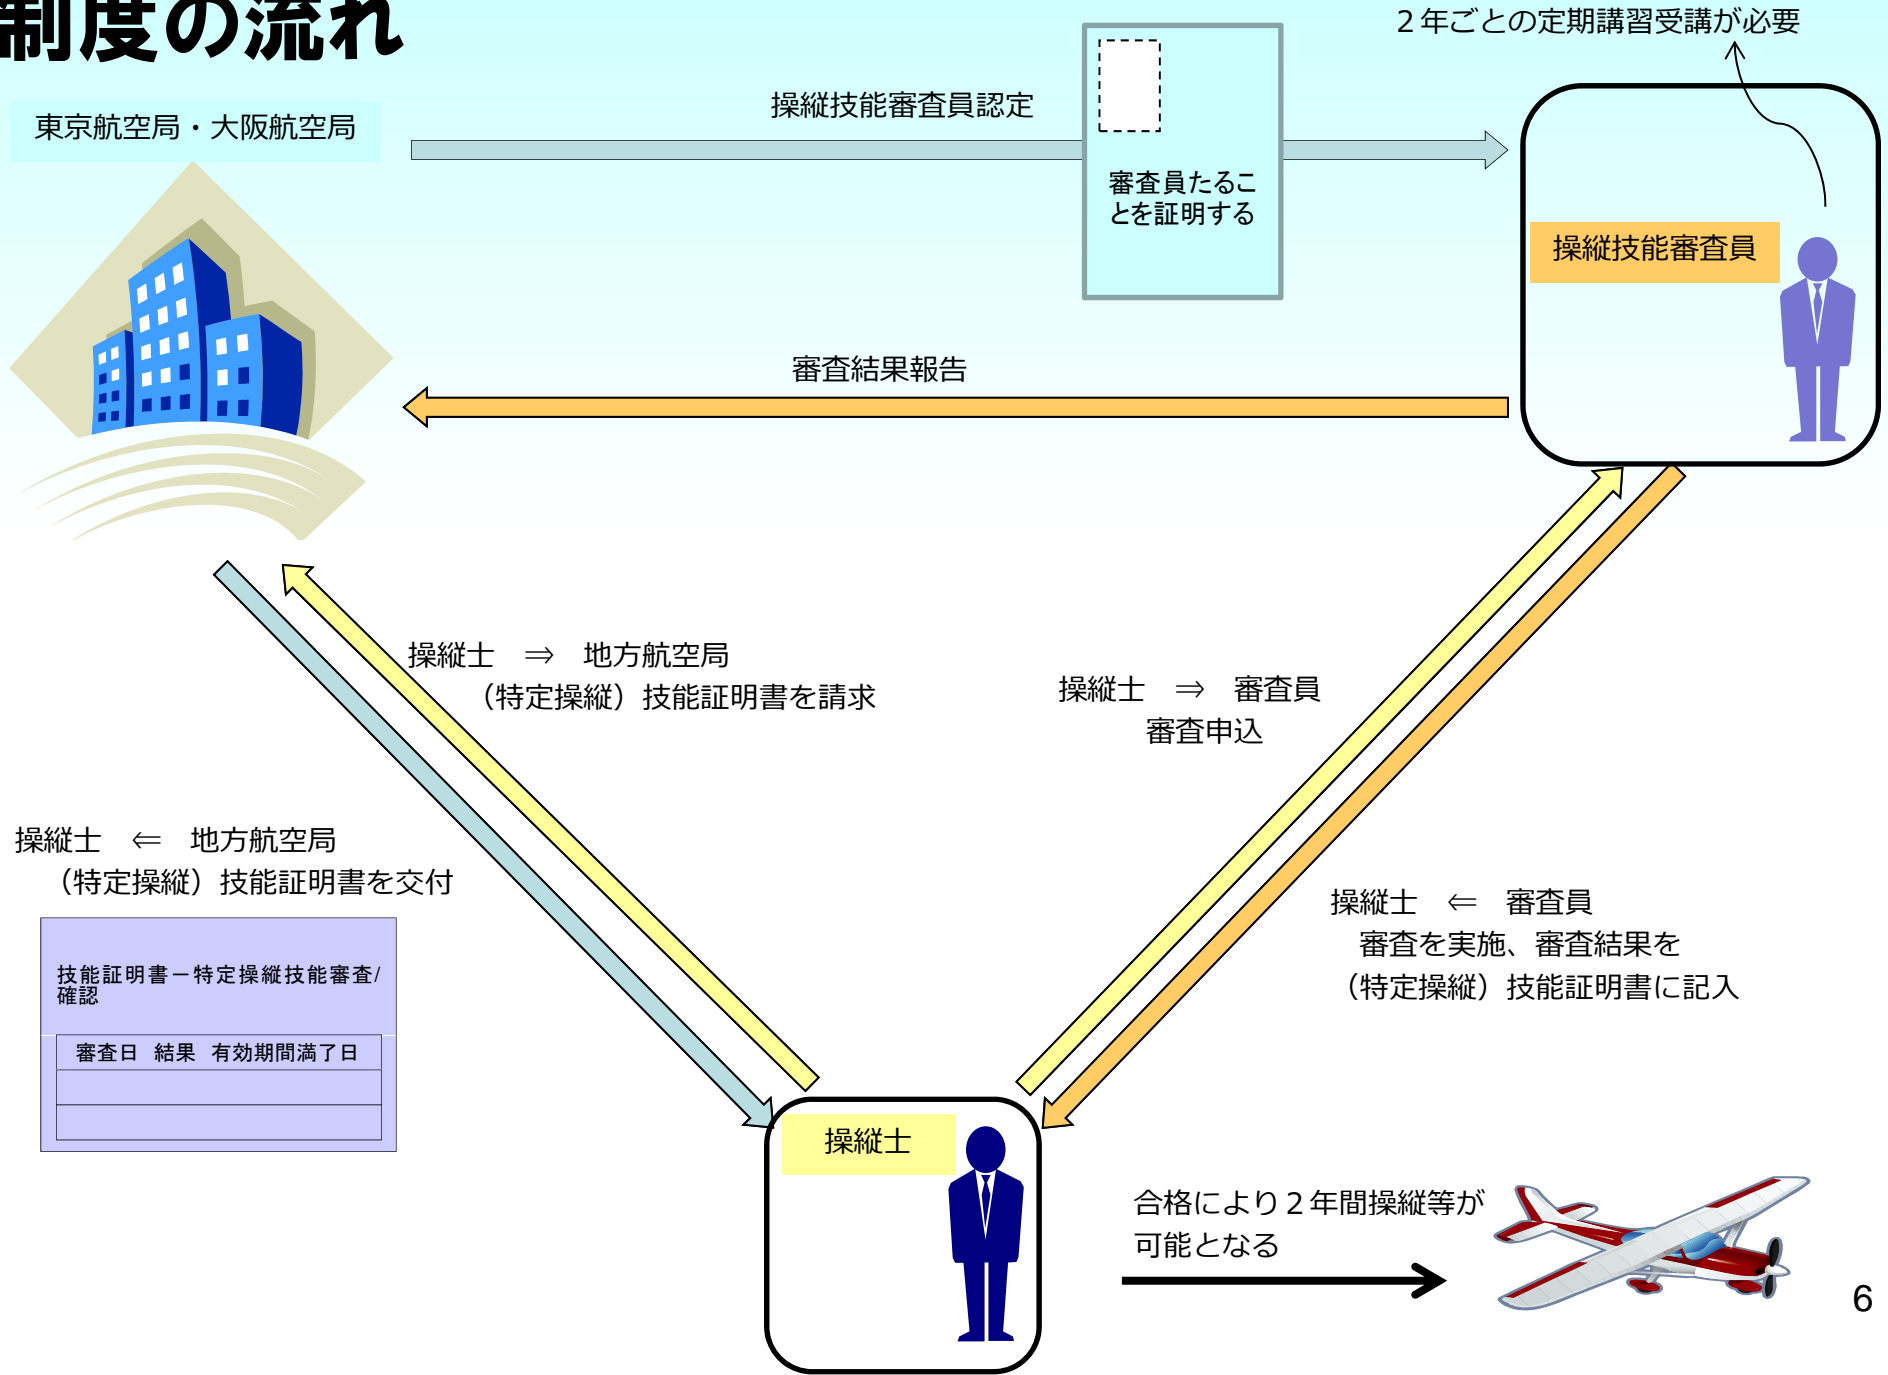 制度の流れ
２年ごとの定期講習受講が必要
東京航空局・大阪航空局
操縦技能審査員認定
審査員たるこ
とを証明する
操縦技能審査員
審査結果報告
操縦士　⇒　地方航空局
（特定操縦）技能証明書を請求
操縦士　⇒　審査員
審査申込
操縦士　⇐　地方航空局
（特定操縦）技能証明書を交付
技能証明書－特定操縦技能審査/
確認
審査日　結果　有効期間満了日
操縦士　⇐　審査員
審査を実施、審査結果を
（特定操縦）技能証明書に記入
操縦士
合格により２年間操縦等が
可能となる
6